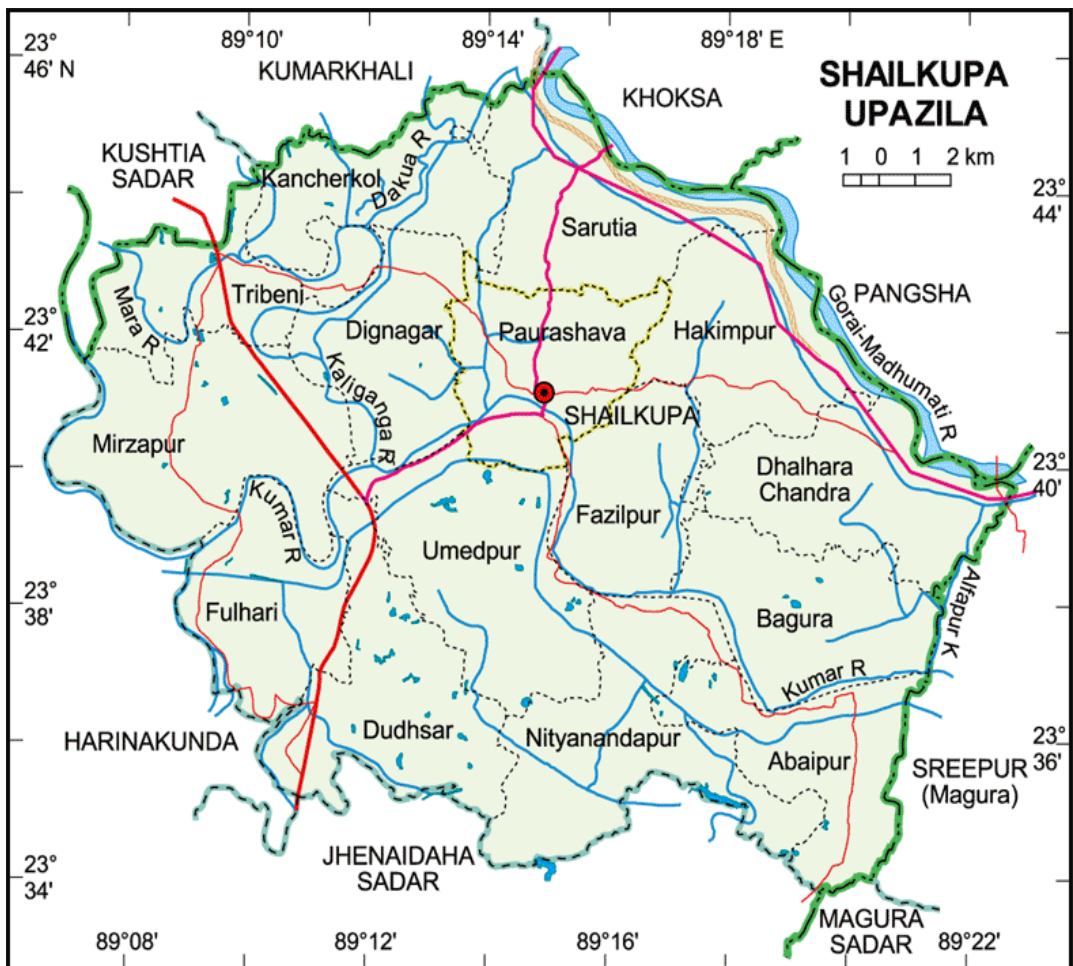 89°10'
89°14'
89°18' E
23°
46' N
KUMARKHALI
SHAILKUPA
UPAZILA
KHOKSA
1 0 1 2 km
KUSHTIA
SADAR
Kancherkol
Dakua R
23°
44'
Sarutia
Tribeni
Mara R
PANGSHA
Gorai-Madhumati R
23°
42'
Dignagar
Paurashava
Hakimpur
Kaliganga R
SHAILKUPA
Mirzapur
Dhalhara
Chandra
23°
40'
Kumar R
Fazilpur
Umedpur
Alfapur K
23°
38'
Fulhari
Bagura
Kumar R
HARINAKUNDA
Dudhsar
Nityanandapur
Abaipur
23°
36'
SREEPUR
(Magura)
JHENAIDAHA
SADAR
23°
34'
MAGURA
SADAR
89°08'
89°12'
89°16'
89°22'